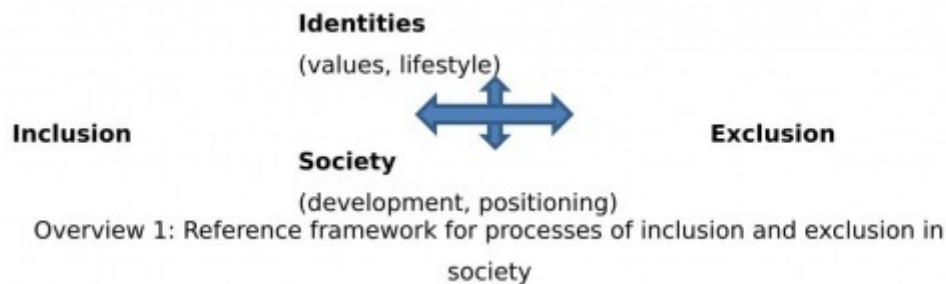 Identities
(values, lifestyle)
Inclusion
Exclusion
Society
(development, positioning)
Overview 1: Reference framework for processes of inclusion and exclusion in
society